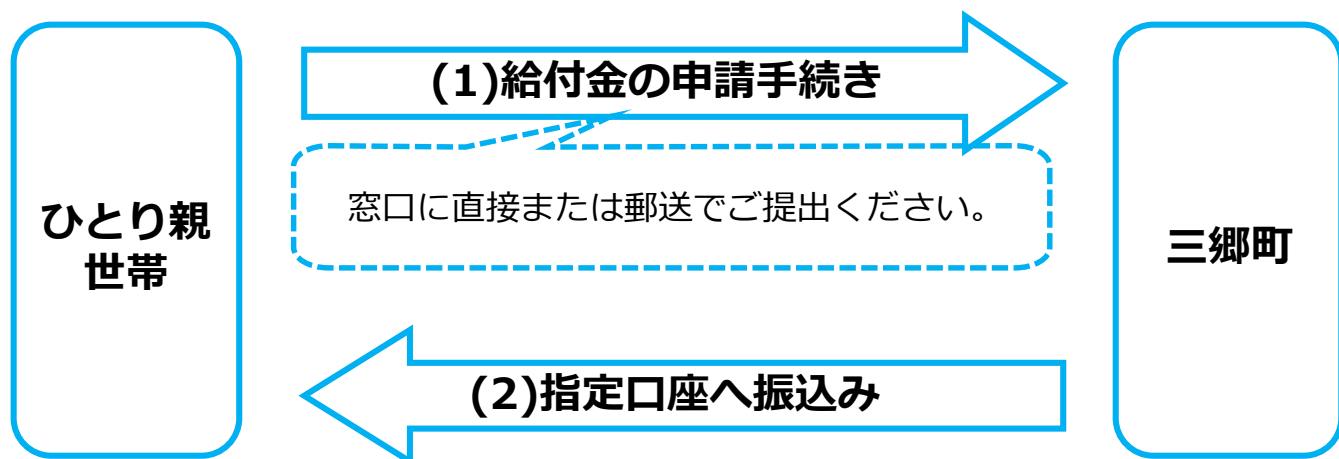 (1)給付金の申請手続き
窓口に直接または郵送でご提出ください。
ひとり親
世帯
三郷町
(2)指定口座へ振込み